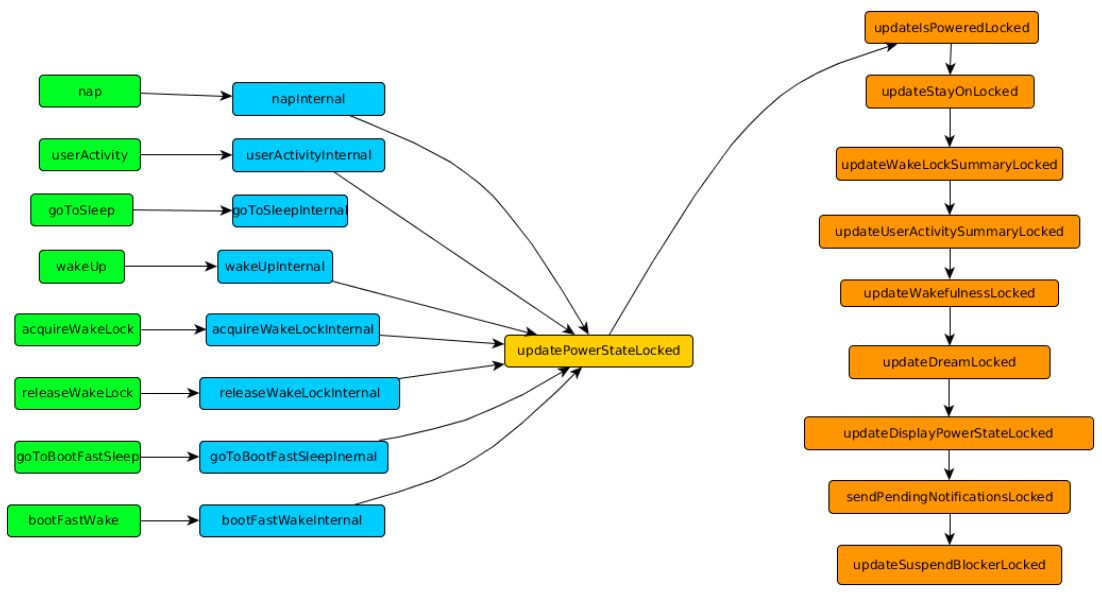 nap
napInternal
userActivity
userActivityInternal
goToSleep
goToSleepInternal
wakeUp
wakeUpInternal
acquireWakeLock
acquireWakeLockInternal
releaseWakeLock
releaseWakeLockInternal
goToBootFastSleep
goToBootFastSleepInemal
bootFastWake
bootFastWakeInternal
updatePowerStateLocked
updateIsPoweredLocked
updateStayOnLocked
updateWakeLockSummaryLocked
updateUserActivitySummaryLocked
updateWakefulnessLocked
updateDreamLocked
updateDisplayPowerStateLocked
sendPendingNotificationsLocked
updateSuspendBlockerLocked